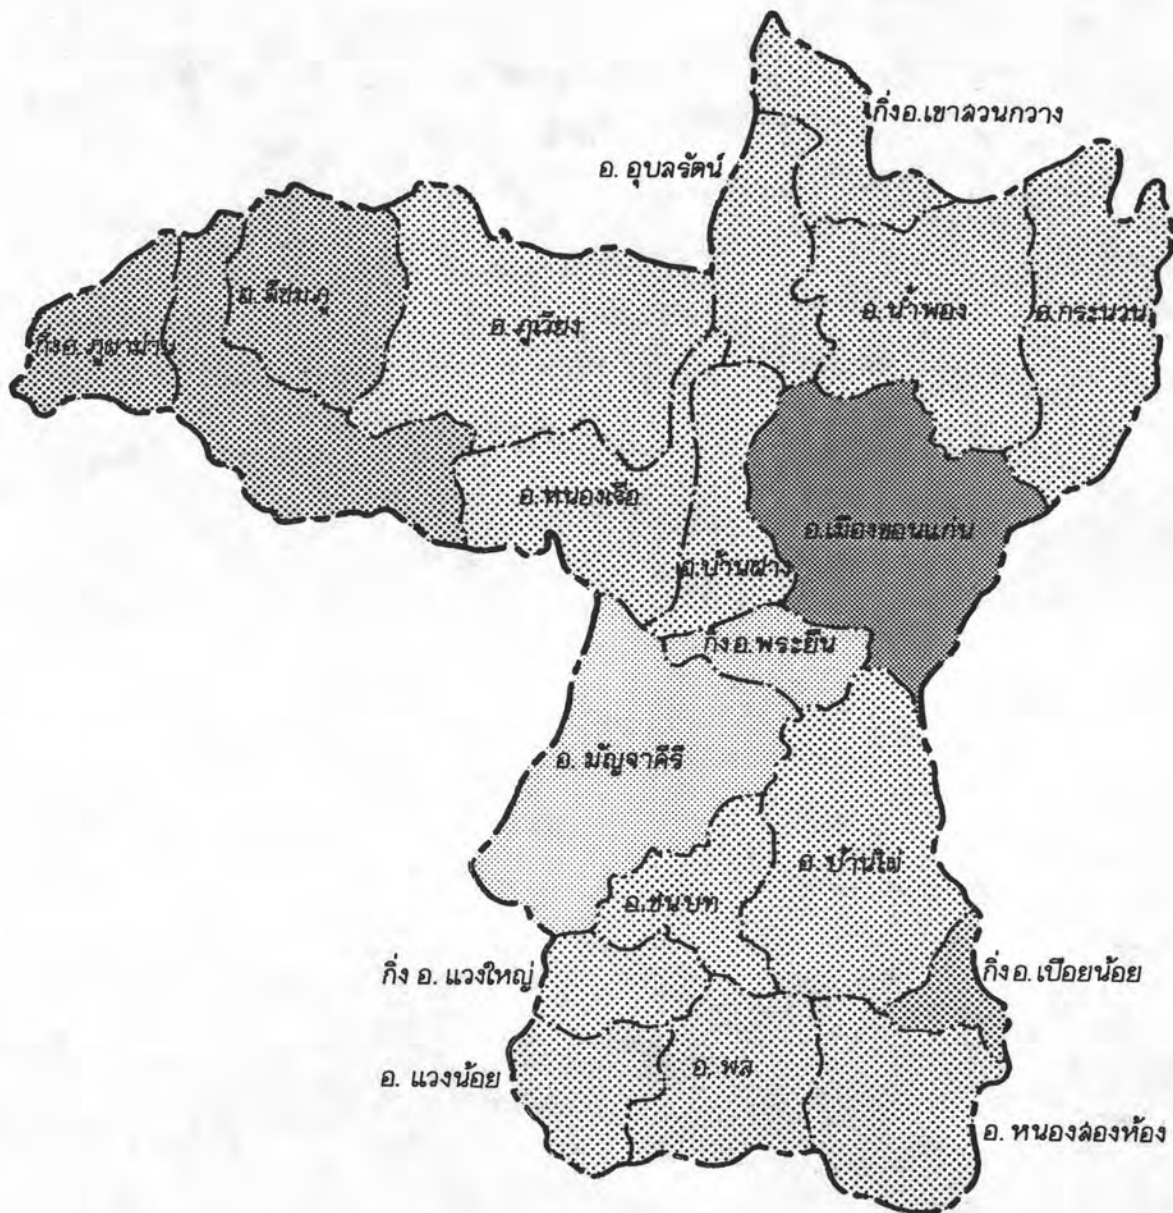 กิ่งอ.เขาสวนกวาง
อ. อุบลรัตน์
อ. สีชมภู
อ. ภูเวียง
อ. น้ำพอง
อ. กระนวน
กิ่งอ. ภูผาม่าน
อ. หนองเรือ
อ.เมืองขอนแก่น
อ. บ้านฝาง
กิ่งอ. พระยืน
อ. มัญจาคีรี
อ. บ้านไผ่
อ. ชนบท
กิ่ง อ. แวงใหญ่
กิ่งอ. เปือยน้อย
อ. แวงน้อย
อ. พล
อ. หนองสองห้อง